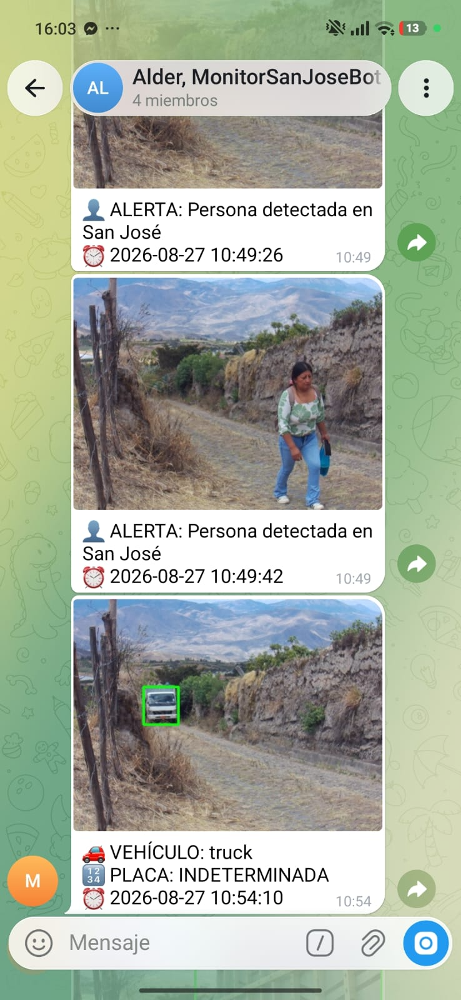 16:03
13
AL
Alder, MonitorSanJoseBot
4 miembros
👤 ALERTA: Persona detectada en
San José
⏰ 2026-08-27 10:49:26
10:49
👤 ALERTA: Persona detectada en
San José
⏰ 2026-08-27 10:49:42
10:49
🚗 VEHÍCULO: truck
🔢 PLACA: INDETERMINADA
⏰ 2026-08-27 10:54:10
10:54
M
Mensaje